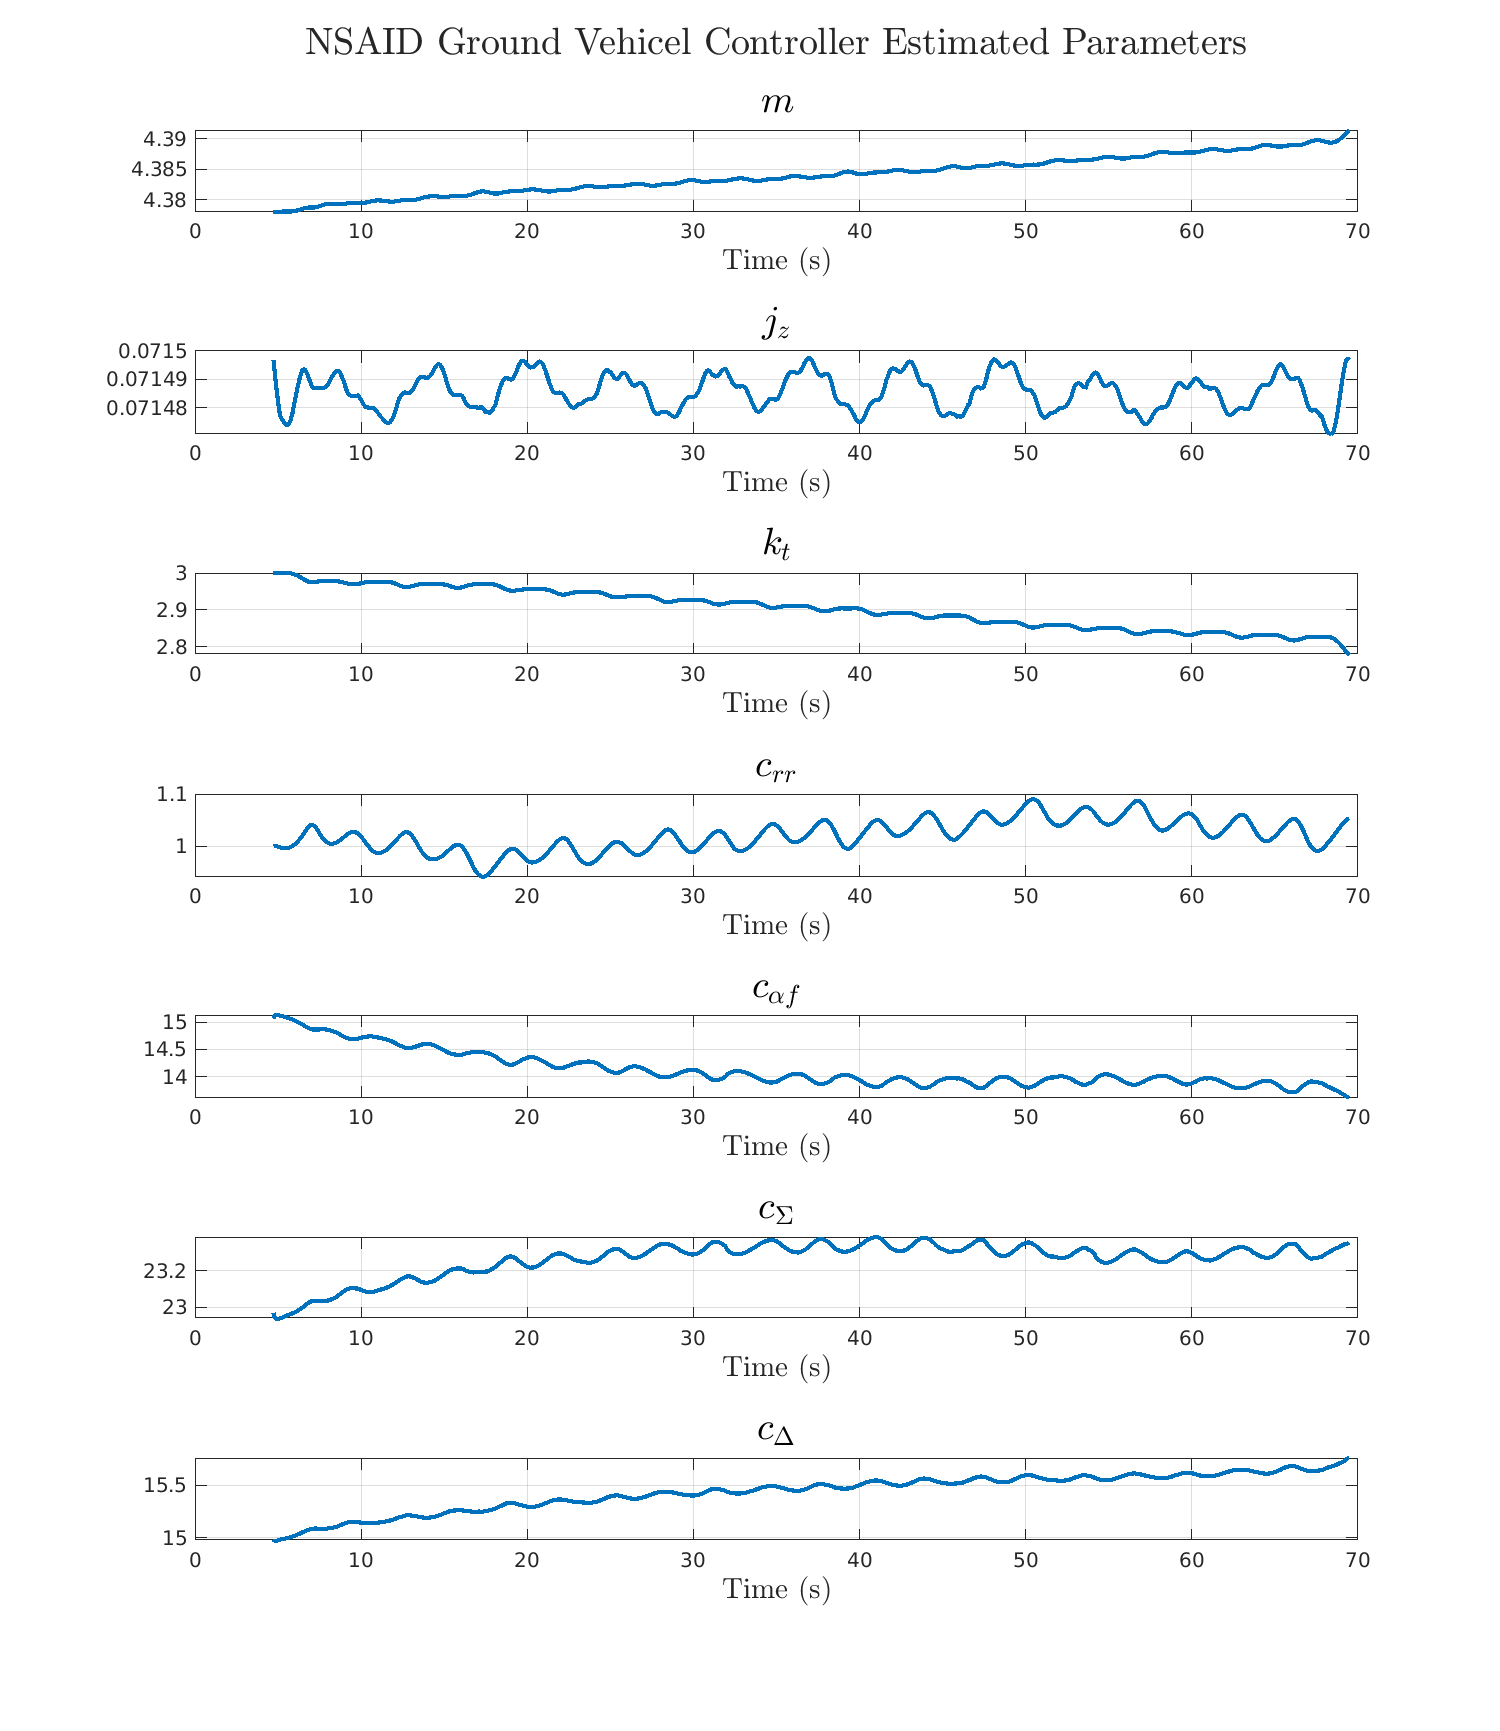 NSAID Ground Vehicel Controller Estimated Parameters
m
4.39
4.385
4.38
0 10 20 30 40 50 60 70
Time (s)
j_z
0.0715
0.07149
0.07148
0 10 20 30 40 50 60 70
Time (s)
k_t
3
2.9
2.8
0 10 20 30 40 50 60 70
Time (s)
c_rr
1.1
1
0 10 20 30 40 50 60 70
Time (s)
c_αf
15
14.5
14
0 10 20 30 40 50 60 70
Time (s)
c_Σ
23.2
23
0 10 20 30 40 50 60 70
Time (s)
c_Δ
15.5
15
0 10 20 30 40 50 60 70
Time (s)